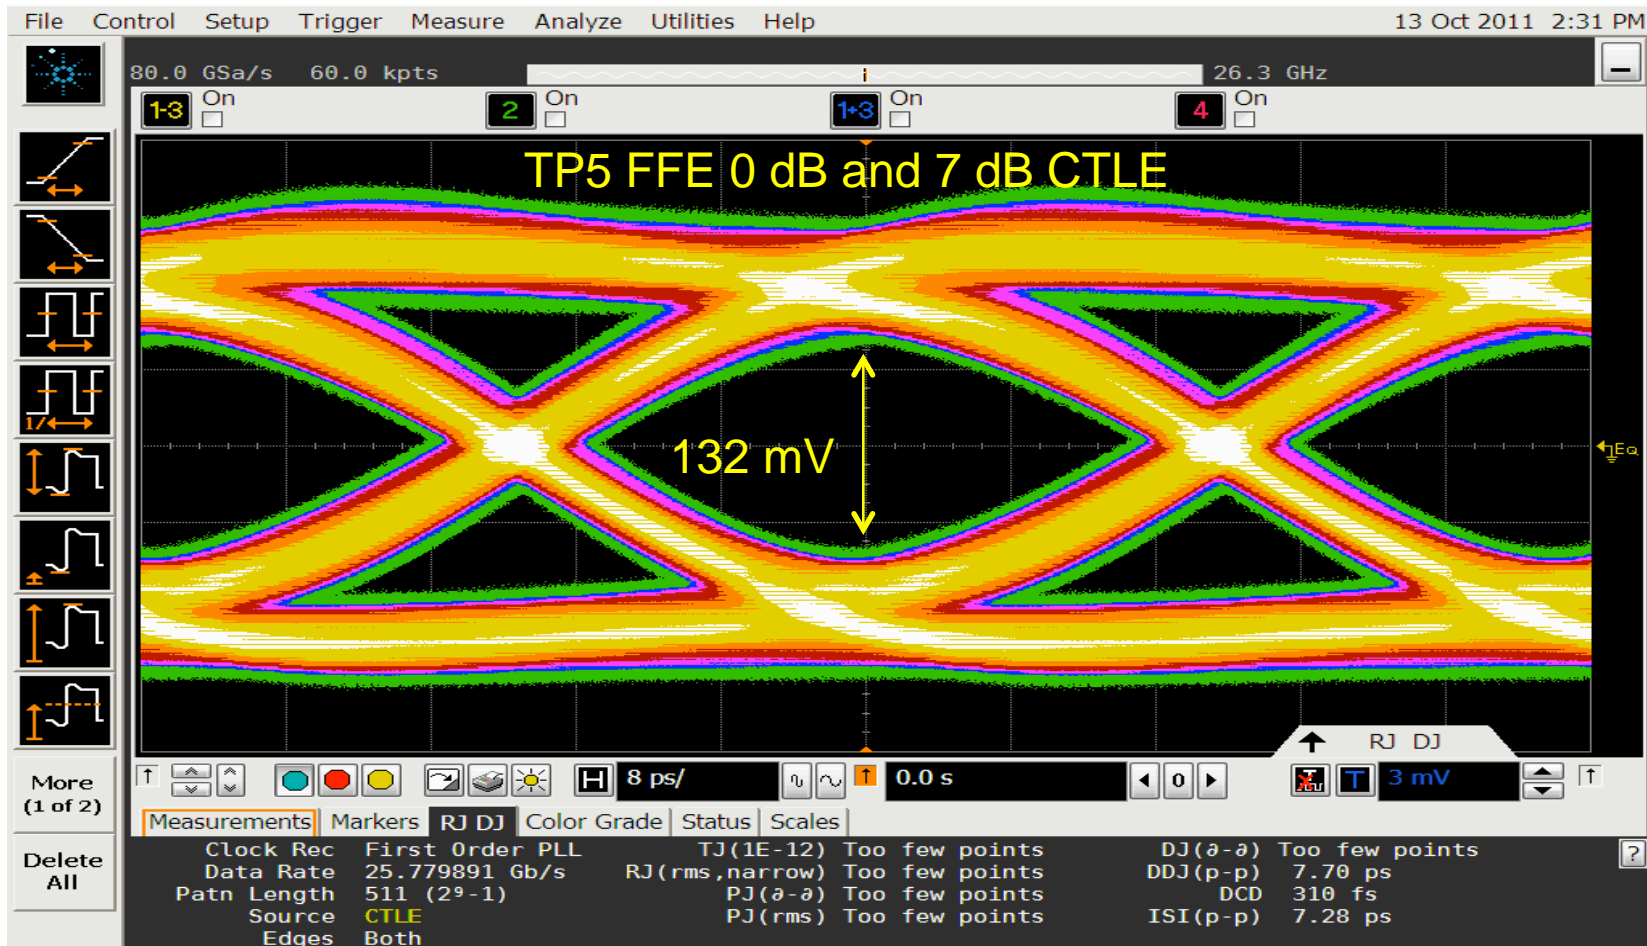 File Control Setup Trigger Measure Analyze Utilities Help 13 Oct 2011 2:31 PM
80.0 GSa/s 60.0 kpts 26.3 GHz
1-3 On 2 On 1+3 On 4 On
TP5 FFE 0 dB and 7 dB CTLE
132 mV
EQ
1/
RJ DJ
More
(1 of 2)
H 8 ps/ 0.0 s 0 T 3 mV
Measurements Markers RJ DJ Color Grade Status Scales
Delete
All
Clock Rec First Order PLL TJ(1E-12) Too few points DJ(∂-∂) Too few points ?
Data Rate 25.779891 Gb/s RJ(rms,narrow) Too few points DDJ(p-p) 7.70 ps
Patn Length 511 (2⁹-1) PJ(∂-∂) Too few points DCD 310 fs
Source CTLE PJ(rms) Too few points ISI(p-p) 7.28 ps
Edges Both